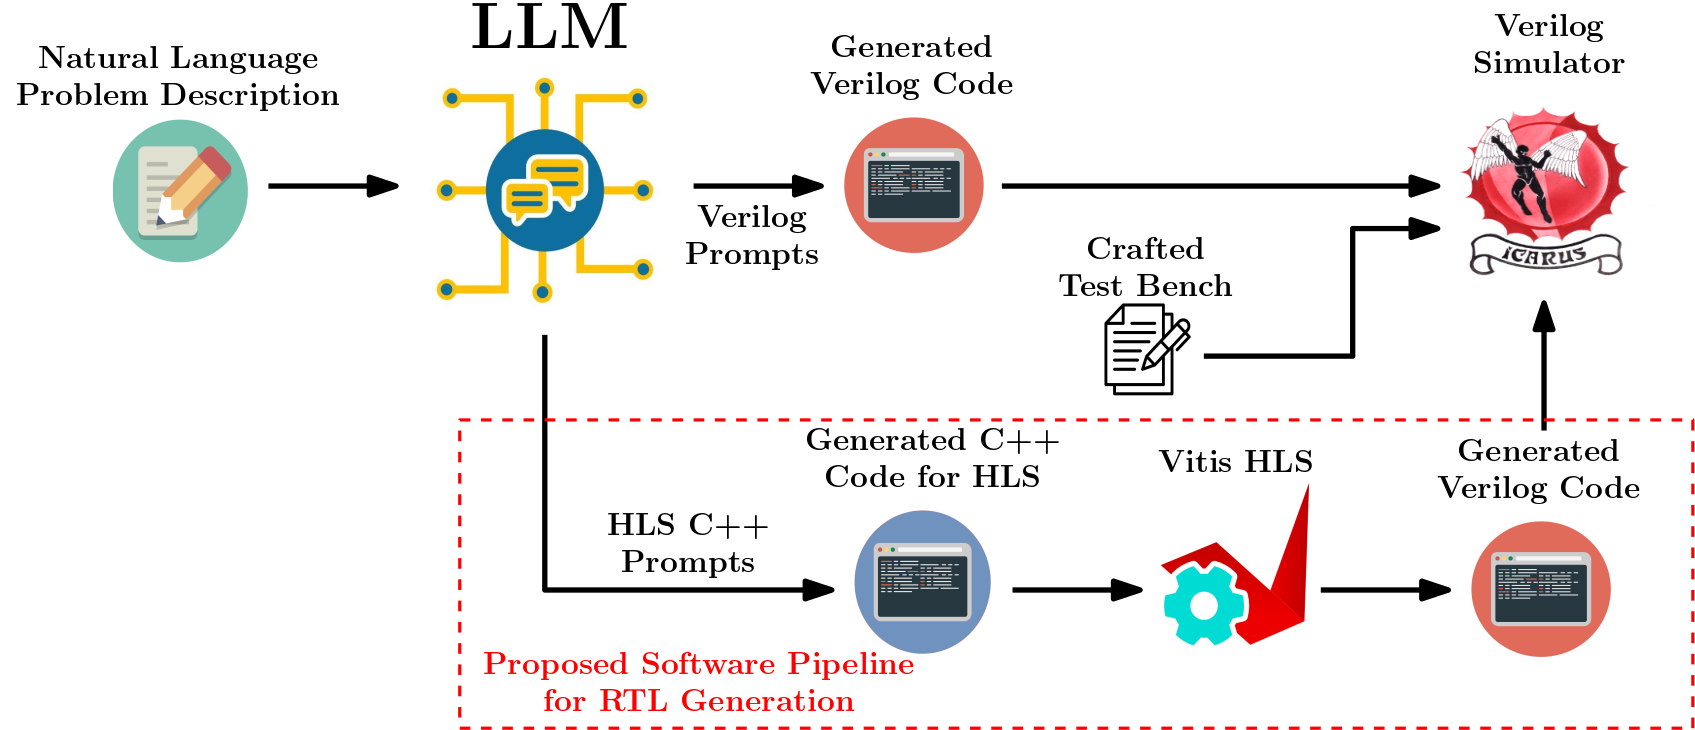 LLM
Natural Language
Problem Description
Generated
Verilog Code
Verilog
Simulator
Verilog
Prompts
Crafted
Test Bench
ICARUS
Generated C++
Code for HLS
Vitis HLS
Generated
Verilog Code
HLS C++
Prompts
Proposed Software Pipeline
for RTL Generation